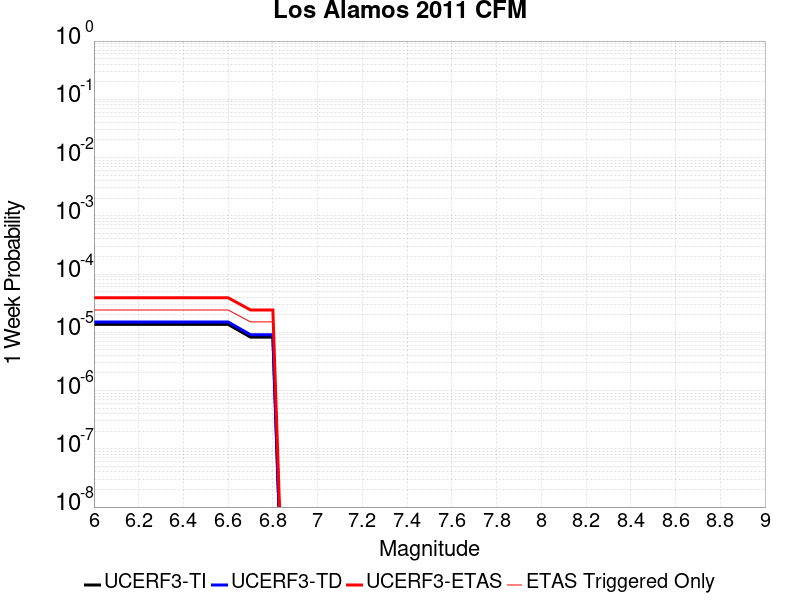 Los Alamos 2011 CFM
1 Week Probability
10^0
10^-1
10^-2
10^-3
10^-4
10^-5
10^-6
10^-7
10^-8
6 6.2 6.4 6.6 6.8 7 7.2 7.4 7.6 7.8 8 8.2 8.4 8.6 8.8 9
Magnitude
UCERF3-TI UCERF3-TD UCERF3-ETAS ETAS Triggered Only